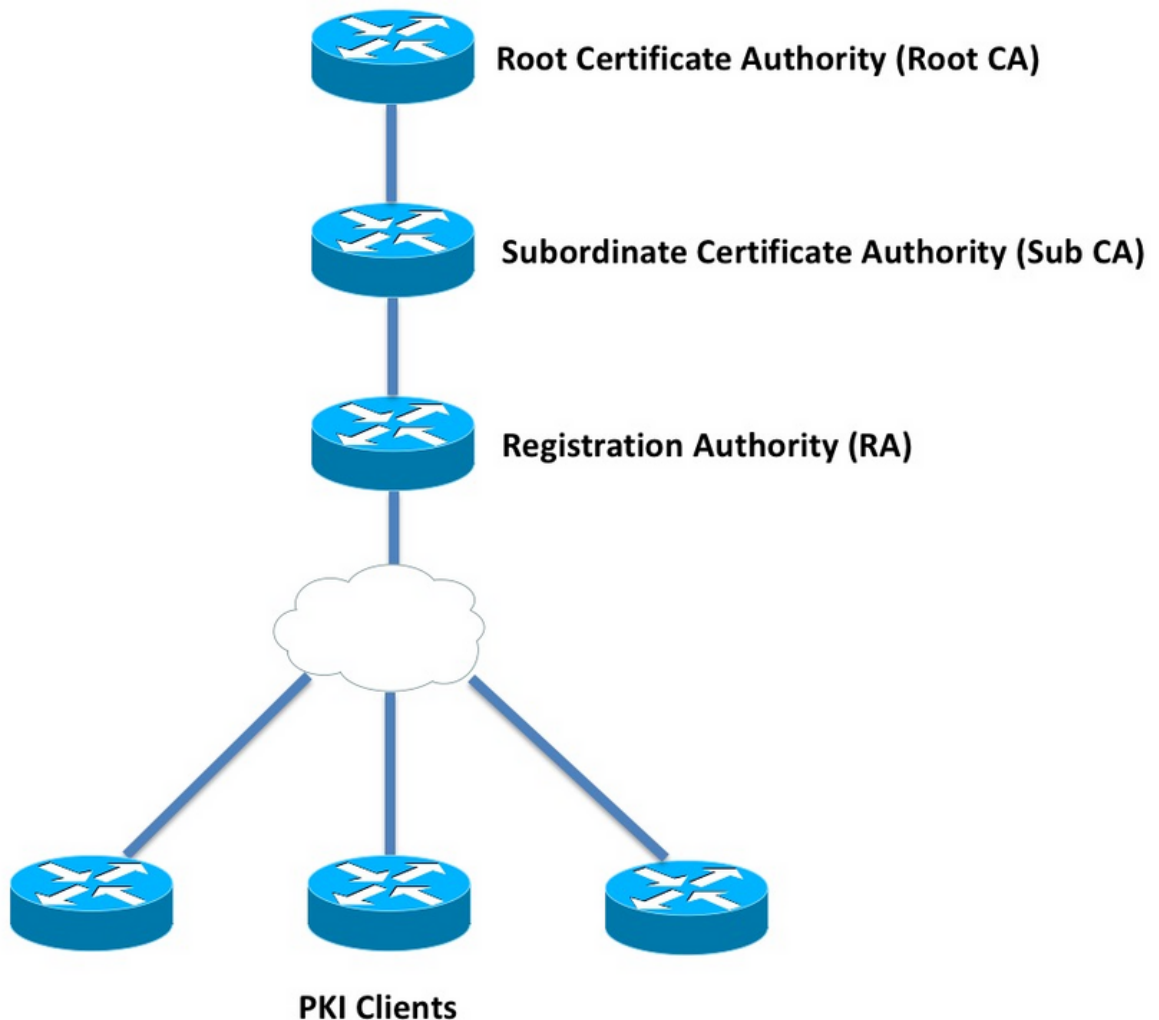 Root Certificate Authority (Root CA)
Subordinate Certificate Authority (Sub CA)
Registration Authority (RA)
PKI Clients